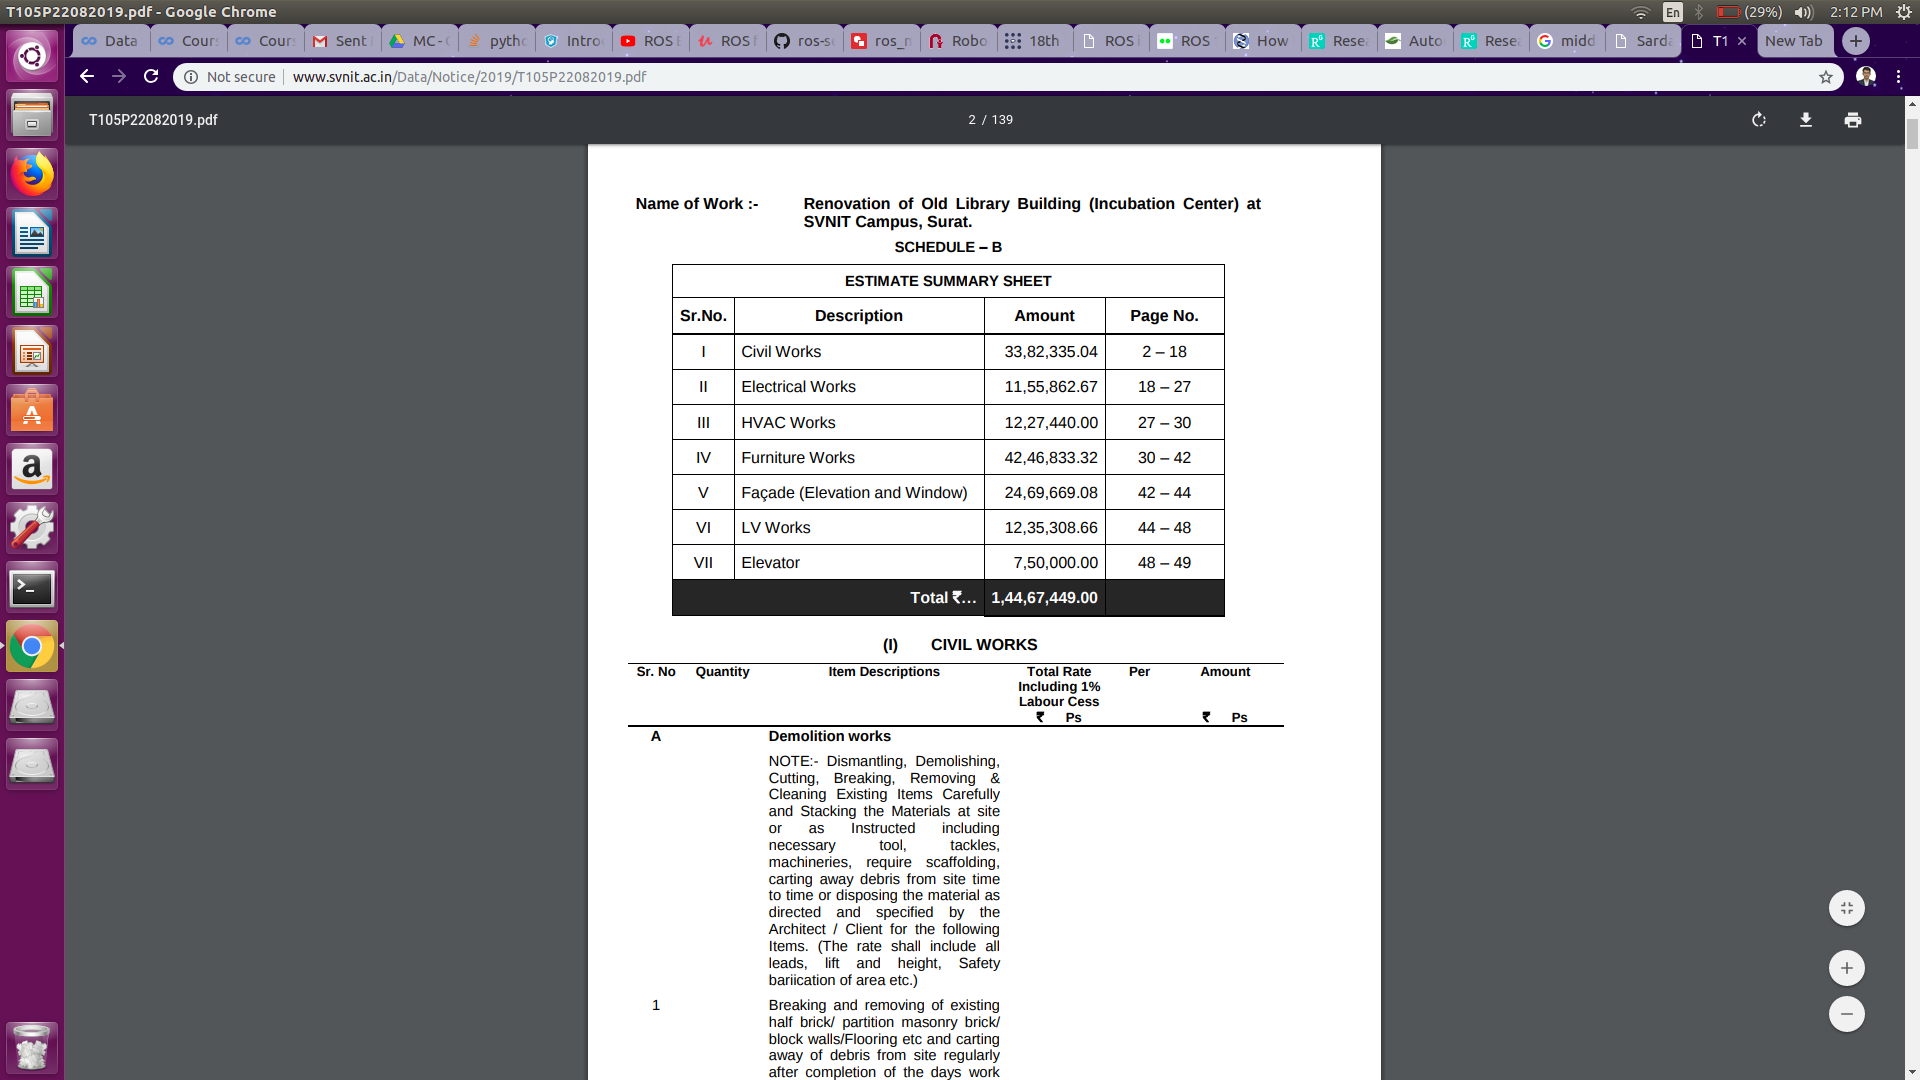 T105P22082019.pdf - Google Chrome
En
(29%)
2:12 PM
Data
Cour
Cour
Sent
MC - C
pytho
Intro
ROS
ROS
ros-s
ros_n
Robo
18th
ROS
ROS
How
Resea
Auto
Resea
midd
Sarda
T1
New Tab
Not secure
www.svnit.ac.in/Data/Notice/2019/T105P22082019.pdf
T105P22082019.pdf
2 / 139
Name of Work :- Renovation of Old Library Building (Incubation Center) at
SVNIT Campus, Surat.
SCHEDULE – B
ESTIMATE SUMMARY SHEET
Sr.No. Description Amount Page No.
I Civil Works 33,82,335.04 2 – 18
II Electrical Works 11,55,862.67 18 – 27
III HVAC Works 12,27,440.00 27 – 30
IV Furniture Works 42,46,833.32 30 – 42
V Façade (Elevation and Window) 24,69,669.08 42 – 44
VI LV Works 12,35,308.66 44 – 48
VII Elevator 7,50,000.00 48 – 49
Total ₹... 1,44,67,449.00
(I) CIVIL WORKS
Sr. No Quantity Item Descriptions Total Rate Per Amount
Including 1%
Labour Cess
₹ Ps ₹ Ps
A Demolition works
NOTE:- Dismantling, Demolishing,
Cutting, Breaking, Removing &
Cleaning Existing Items Carefully
and Stacking the Materials at site
or as Instructed including
necessary tool, tackles,
machineries, require scaffolding,
carting away debris from site time
to time or disposing the material as
directed and specified by the
Architect / Client for the following
Items. (The rate shall include all
leads, lift and height, Safety
bariication of area etc.)
1 Breaking and removing of existing
half brick/ partition masonry brick/
block walls/Flooring etc and carting
away of debris from site regularly
after completion of the days work